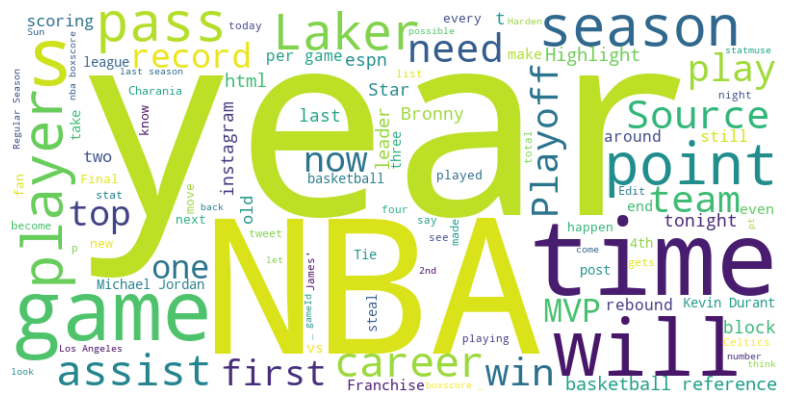 scoring
Sun
today
pass
Laker
possible
every
t
Harden
season
league
last season
record
per game
espn
need
make
Highlight
statmuse
nba boxscore
Charania
html
Star
list
night
play
s
year
Regular Season
take
know
instagram
last
leader
Bronny
Playoff
Source
player
two
now
three
around
still
total
fan
Final
stat
basketball
played
point
move
old
four
say
made
Edit
team
become
new
top
next
back
see
end
even
NBA
time
tonight
p
one
tweet
Tie
happen
4th
pt
let
come
post
gets
Michael Jordan
James'
_ gameId
2nd
game
steal
MVP
rebound
Kevin Durant
will
block
Los Angeles
vs
playing
Celtics
number
look
assist
first
career
win
think
Franchise
boxscore _
basketball reference